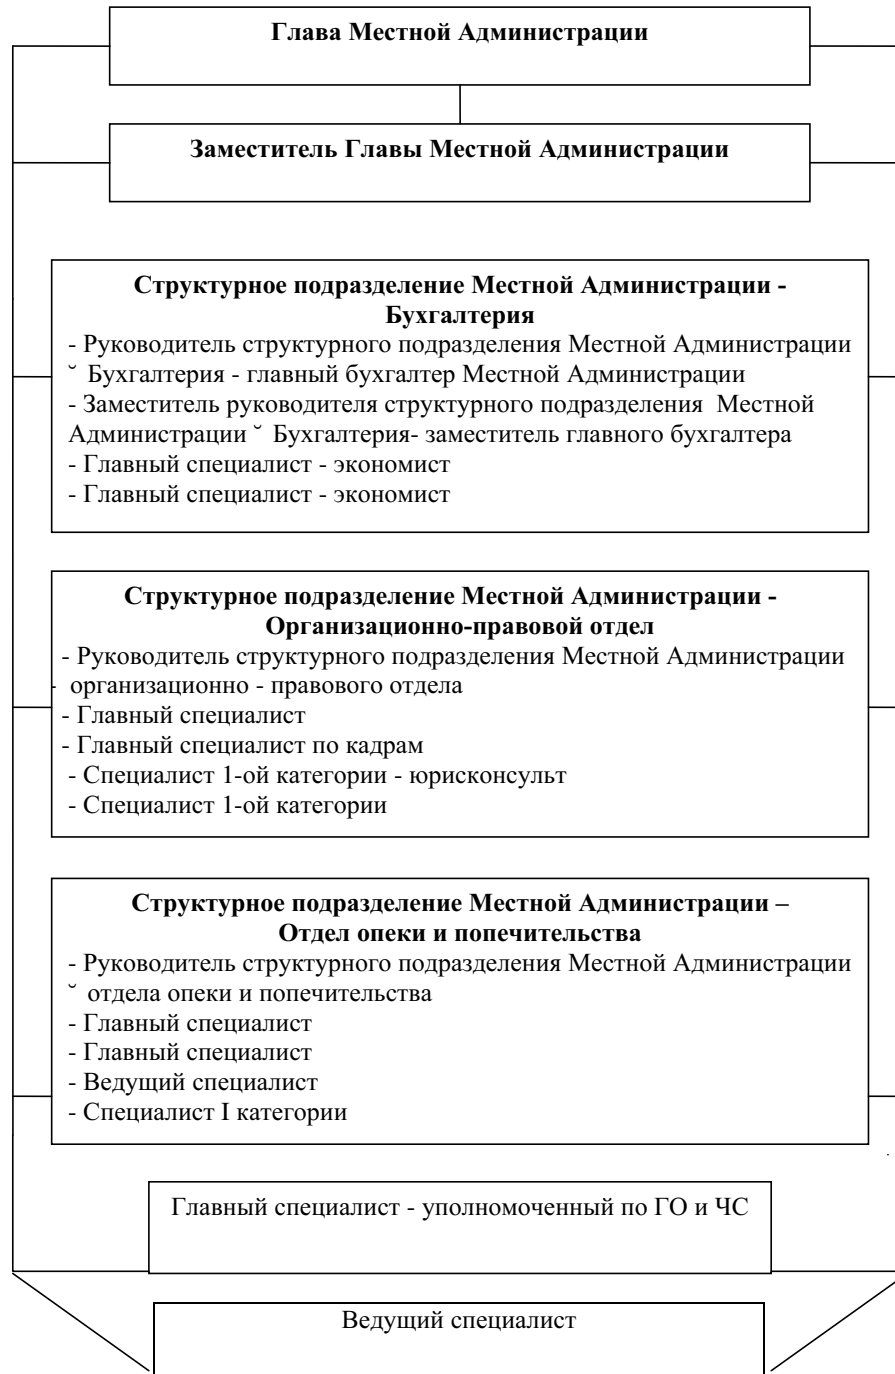 Глава Местной Администрации
Заместитель Главы Местной Администрации
Структурное подразделение Местной Администрации -
Бухгалтерия
- Руководитель структурного подразделения Местной Администрации
˘ Бухгалтерия - главный бухгалтер Местной Администрации
- Заместитель руководителя структурного подразделения Местной
Администрации ˘ Бухгалтерия- заместитель главного бухгалтера
- Главный специалист - экономист
- Главный специалист - экономист
Структурное подразделение Местной Администрации -
Организационно-правовой отдел
- Руководитель структурного подразделения Местной Администрации
- организационно - правового отдела
- Главный специалист
- Главный специалист по кадрам
- Специалист 1-ой категории - юрисконсульт
- Специалист 1-ой категории
Структурное подразделение Местной Администрации –
Отдел опеки и попечительства
- Руководитель структурного подразделения Местной Администрации
˘ отдела опеки и попечительства
- Главный специалист
- Главный специалист
- Ведущий специалист
- Специалист I категории
Главный специалист - уполномоченный по ГО и ЧС
Ведущий специалист